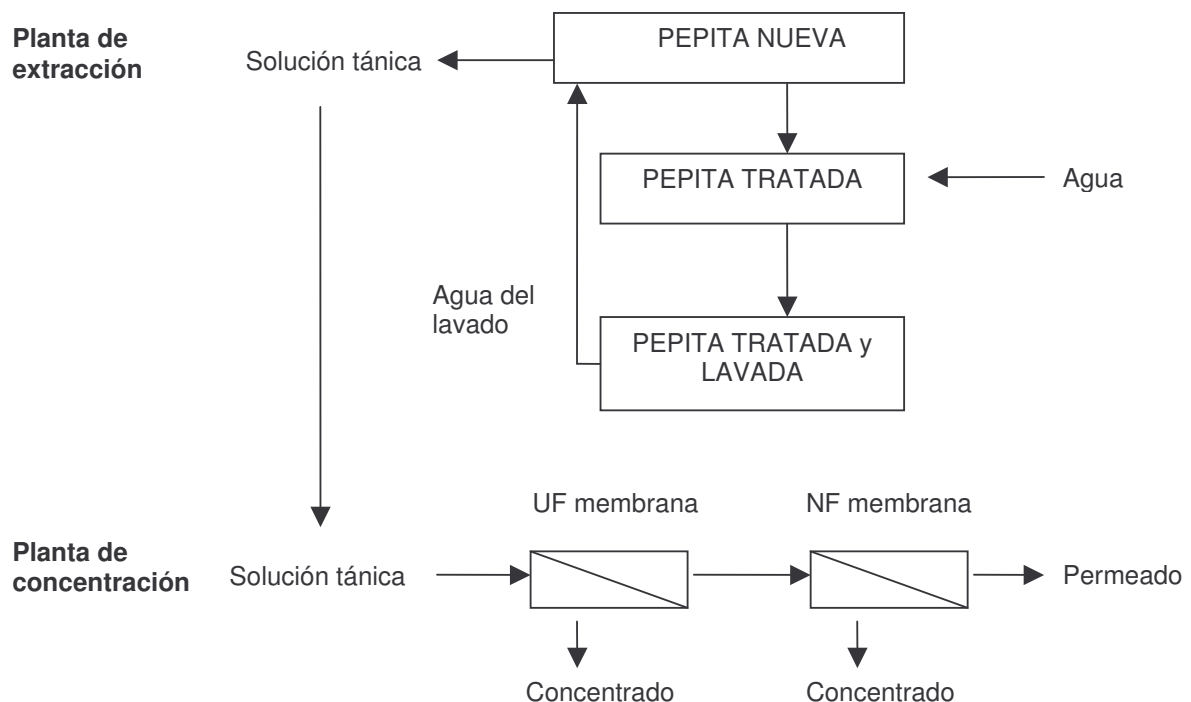 Planta de
extracción
Solución tánica
PEPITA NUEVA
PEPITA TRATADA
Agua
Agua del
lavado
PEPITA TRATADA y
LAVADA
UF membrana
NF membrana
Planta de
concentración
Solución tánica
Permeado
Concentrado
Concentrado